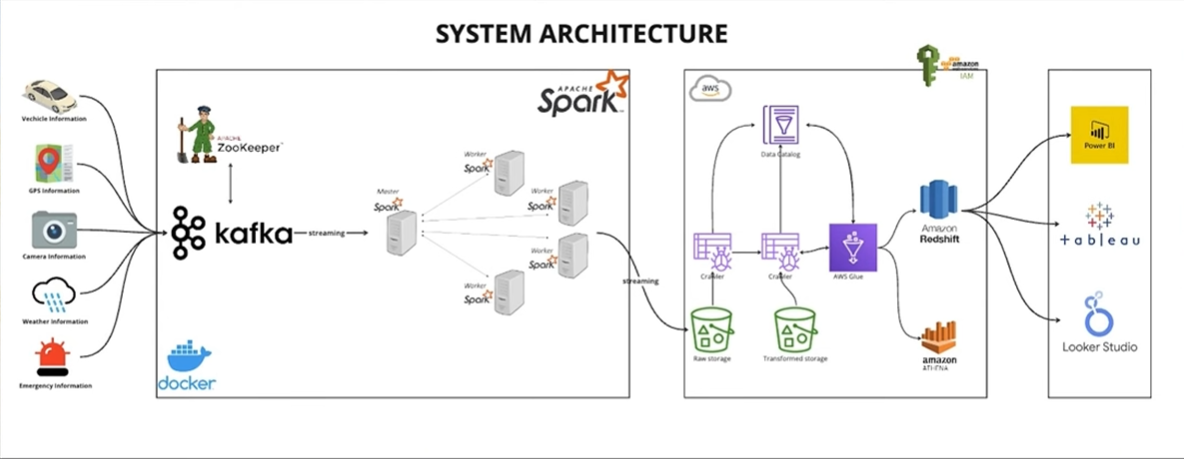 SYSTEM ARCHITECTURE
Vechicle Information
GPS Information
Camera Information
Weather Information
Emergency Information
APACHE
ZooKeeper
kafka
streaming
docker
APACHE
Spark
Master
Spark
Worker
Spark
Worker
Spark
Worker
Spark
Worker
Spark
streaming
aws
amazon
IAM
Data Catalog
Crawler
Crawler
AWS Glue
Raw storage
Transformed storage
Amazon
Redshift
amazon
ATHENA
Power BI
+ableau
Looker Studio